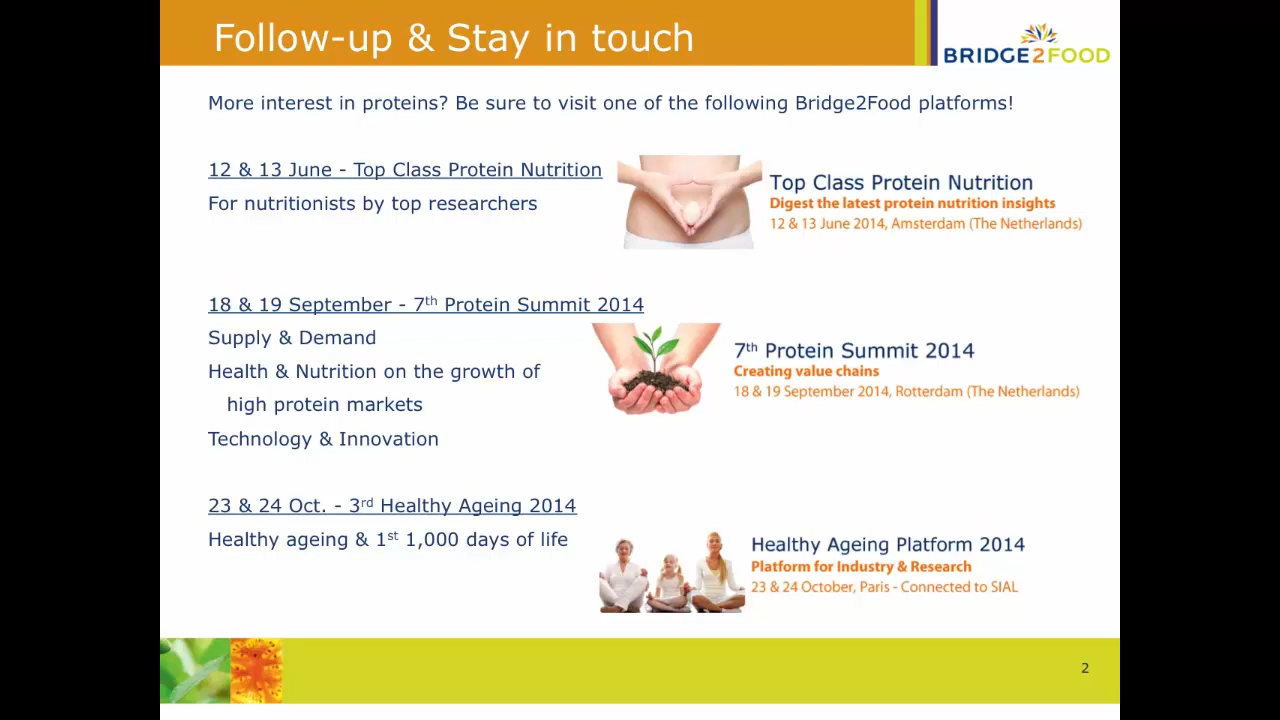 Follow-up & Stay in touch
BRIDGE2FOOD
More interest in proteins? Be sure to visit one of the following Bridge2Food platforms!
12 & 13 June - Top Class Protein Nutrition
For nutritionists by top researchers
Top Class Protein Nutrition
Digest the latest protein nutrition insights
12 & 13 June 2014, Amsterdam (The Netherlands)
18 & 19 September - 7th Protein Summit 2014
Supply & Demand
Health & Nutrition on the growth of
high protein markets
Technology & Innovation
7th Protein Summit 2014
Creating value chains
18 & 19 September 2014, Rotterdam (The Netherlands)
23 & 24 Oct. - 3rd Healthy Ageing 2014
Healthy ageing & 1st 1,000 days of life
Healthy Ageing Platform 2014
Platform for Industry & Research
23 & 24 October, Paris - Connected to SIAL
2